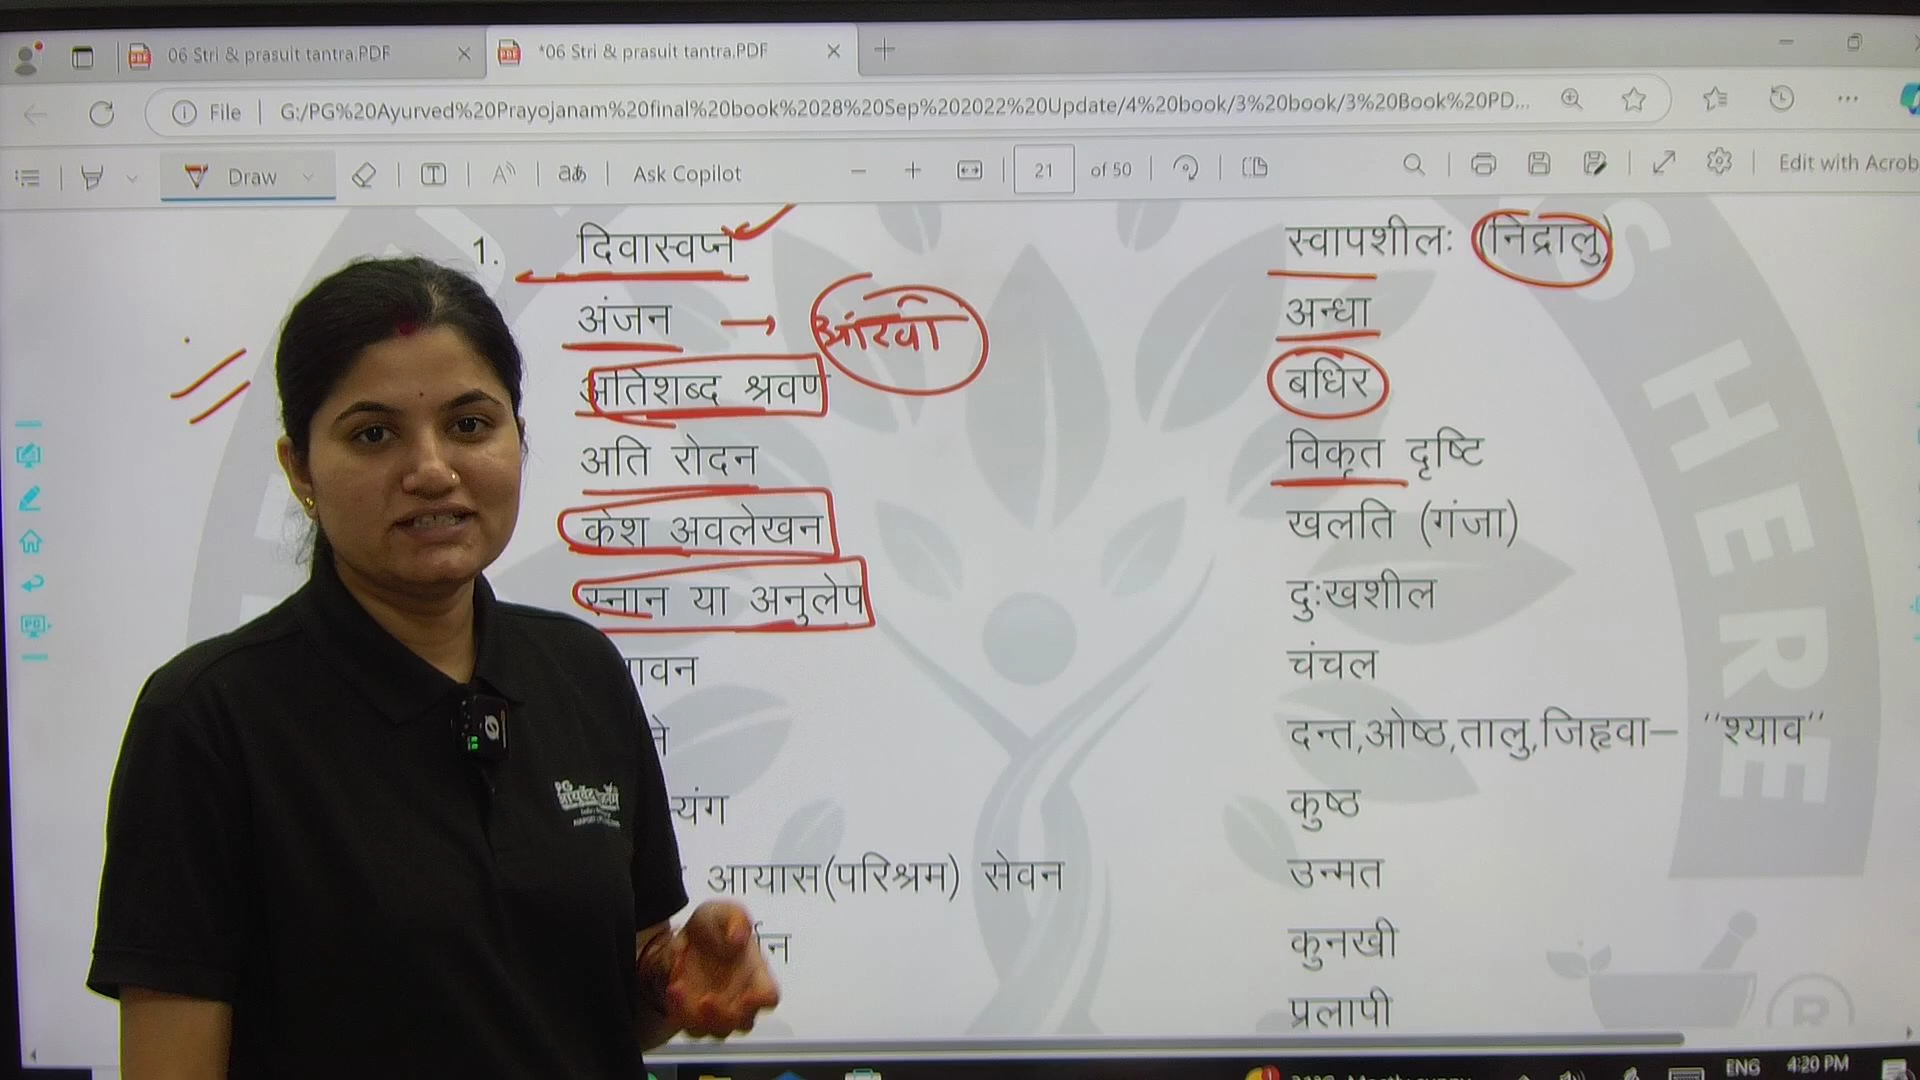 06 Stri & prasuit tantra.PDF
*06 Stri & prasuit tantra.PDF
File G:/PG%20Ayurved%20Prayojanam%20final%20book%2028%20Sep%202022%20Update/4%20book/3%20book/3%20Book%20PD...
Draw Ask Copilot 21 of 50 Edit with Acrob
1. दिवास्वप्ने स्वापशीलः (निद्रालु)
अंजन → अन्धा
अतिशब्द श्रवण बधिर
अति रोदन विकृत दृष्टि
केश अवलेखन खलति (गंजा)
स्नान या अनुलेप दुःखशील
चंचल
दन्त,ओष्ठ,तालु,जिहृवा– "श्याव"
कुष्ठ
आयास(परिश्रम) सेवन उन्मत
कुनखी
प्रलापी
S HERE
ENG 4:20 PM